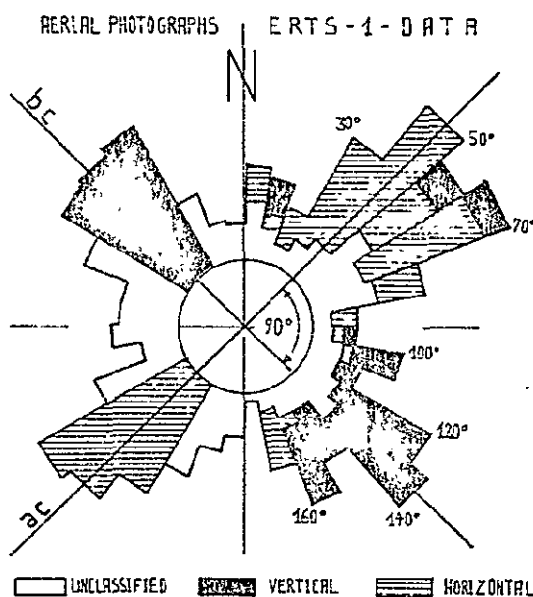 AERIAL PHOTOGRAPHS ERTS-1-DATA
N
bc
30°
50°
70°
90°
100°
120°
ac
160°
140°
UNCLASSIFIED VERTICAL HORIZONTAL